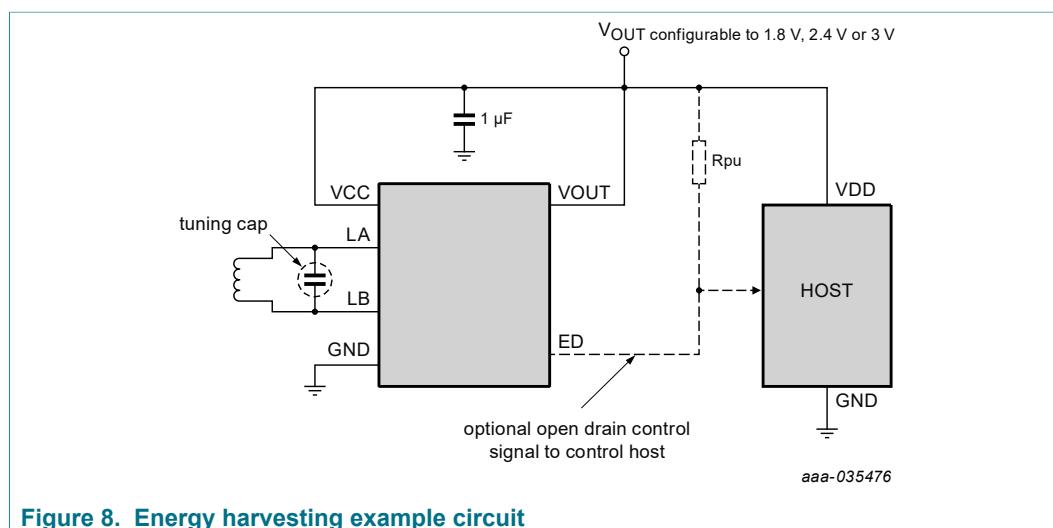 VOUT configurable to 1.8 V, 2.4 V or 3 V
1 µF
Rpu
VCC
VOUT
VDD
tuning cap
LA
LB
HOST
GND
ED
GND
optional open drain control
signal to control host
aaa-035476
Figure 8. Energy harvesting example circuit